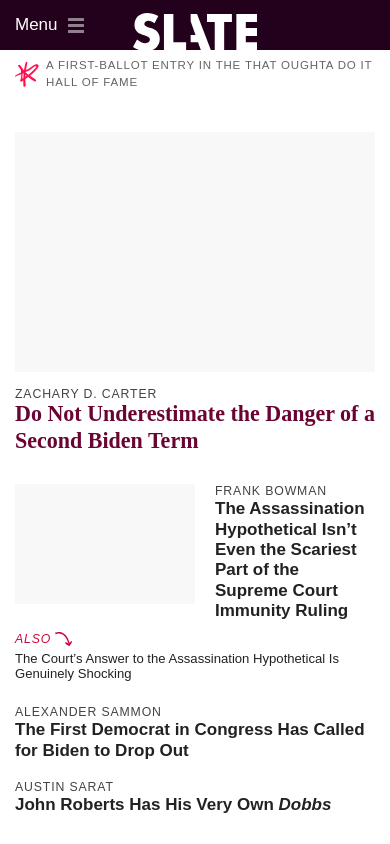 Menu
SLATE
A FIRST-BALLOT ENTRY IN THE THAT OUGHTA DO IT
HALL OF FAME
ZACHARY D. CARTER
Do Not Underestimate the Danger of a
Second Biden Term
FRANK BOWMAN
The Assassination
Hypothetical Isn’t
Even the Scariest
Part of the
Supreme Court
Immunity Ruling
ALSO
The Court’s Answer to the Assassination Hypothetical Is
Genuinely Shocking
ALEXANDER SAMMON
The First Democrat in Congress Has Called
for Biden to Drop Out
AUSTIN SARAT
John Roberts Has His Very Own Dobbs